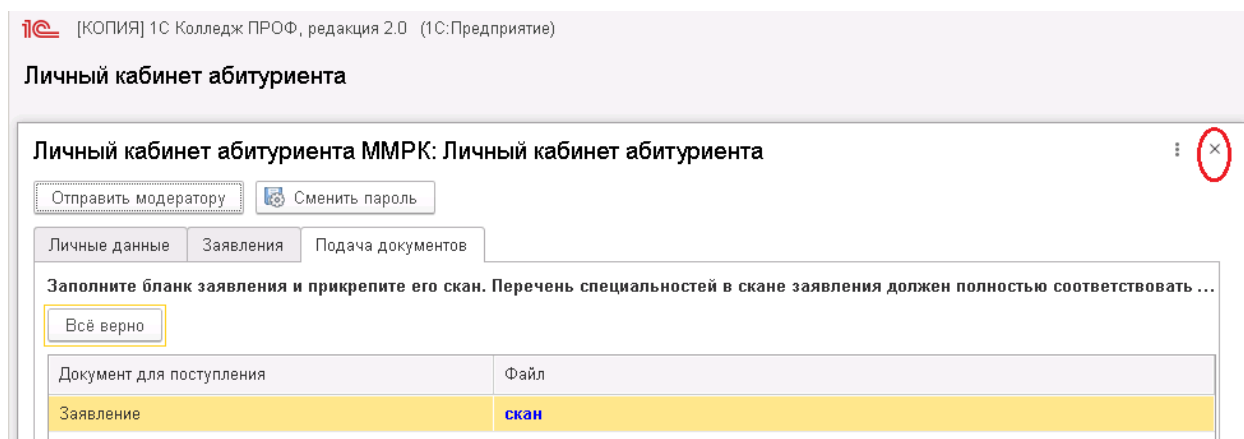 1С [КОПИЯ] 1С Колледж ПРОФ, редакция 2.0 (1С:Предприятие)
Личный кабинет абитуриента
Личный кабинет абитуриента ММРК: Личный кабинет абитуриента
Отправить модератору Сменить пароль
Личные данные Заявления Подача документов
Заполните бланк заявления и прикрепите его скан. Перечень специальностей в скане заявления должен полностью соответствовать ...
Всё верно
Документ для поступления Файл
Заявление скан